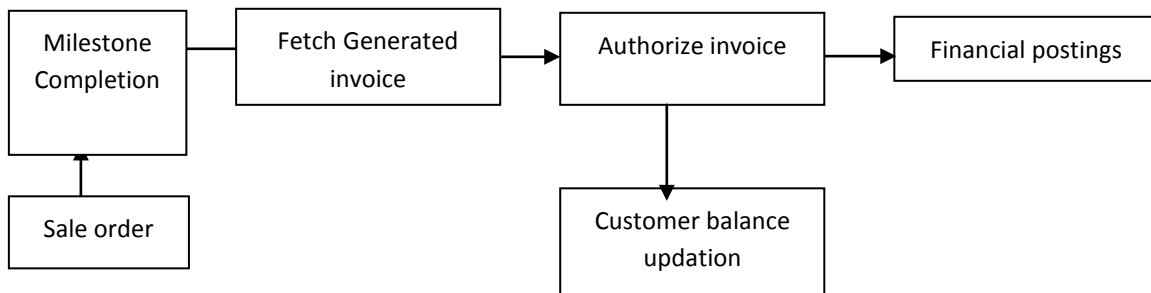 Milestone
Completion
Fetch Generated
invoice
Authorize invoice
Financial postings
Sale order
Customer balance
updation